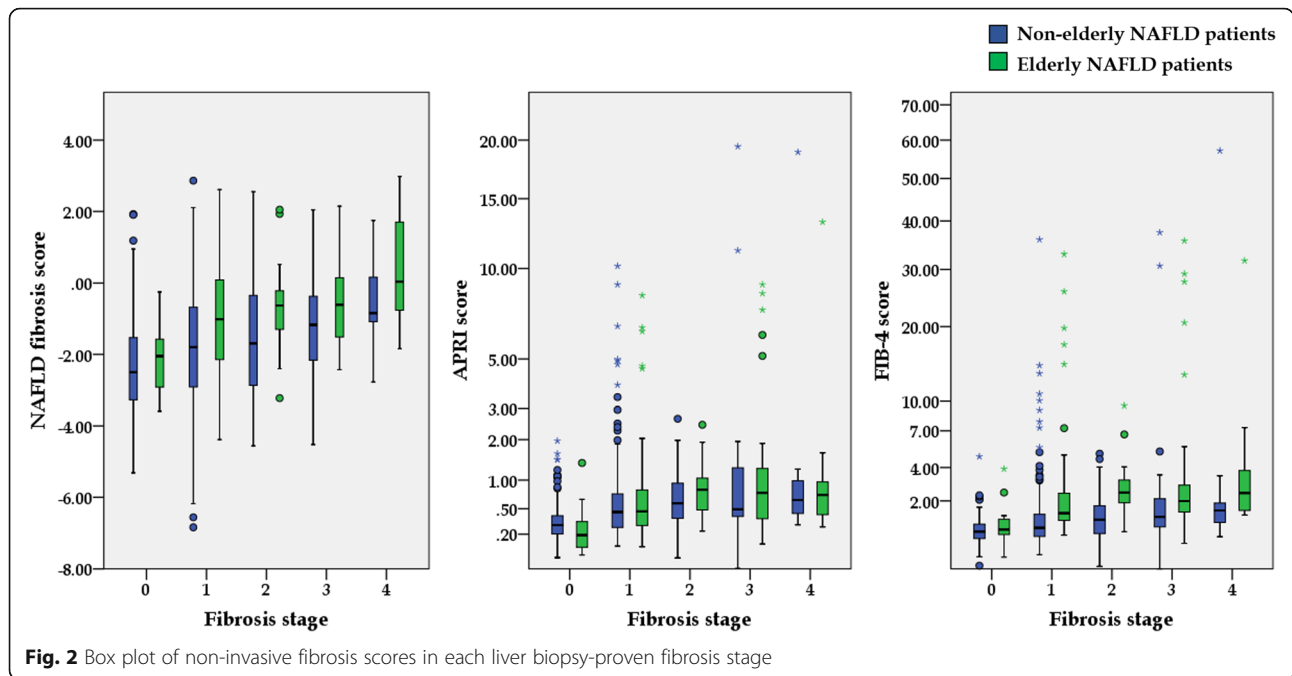 Non-elderly NAFLD patients
Elderly NAFLD patients
NAFLD fibrosis score
4.00
2.00
.00
-2.00
-4.00
-6.00
-8.00
0 1 2 3 4
Fibrosis stage
APRI score
20.00
15.00
10.00
5.00
3.00
2.00
1.00
.50
.20
0 1 2 3 4
Fibrosis stage
FIB-4 score
70.00
60.00
50.00
40.00
30.00
20.00
10.00
7.00
4.00
2.00
0 1 2 3 4
Fibrosis stage
Fig. 2 Box plot of non-invasive fibrosis scores in each liver biopsy-proven fibrosis stage